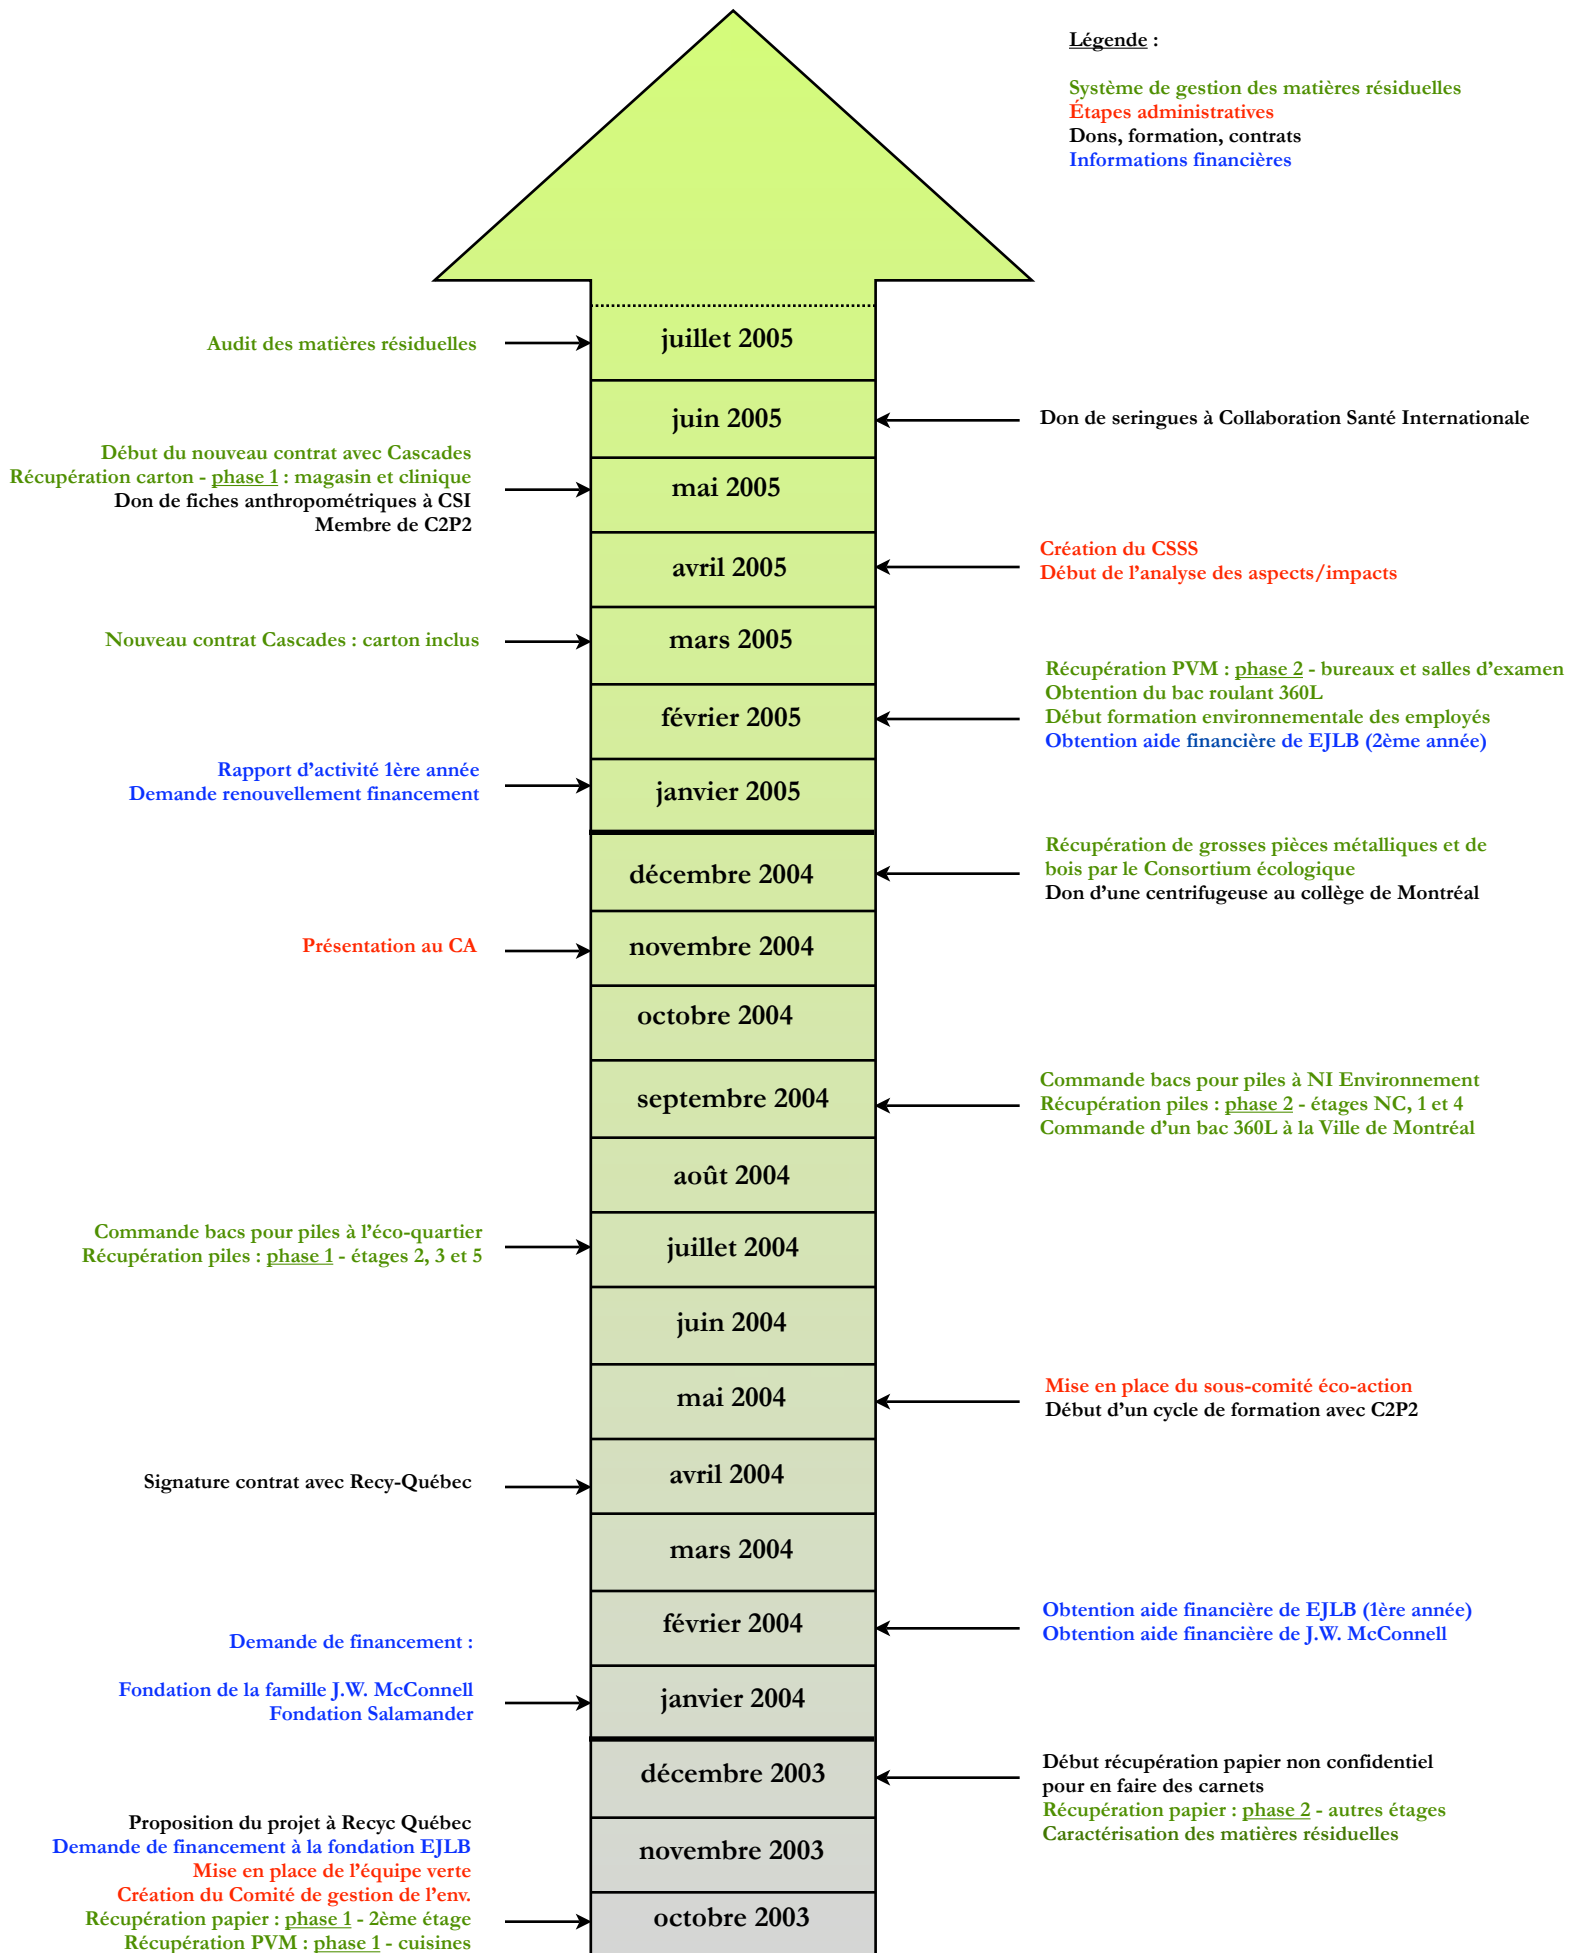 Légende :
Système de gestion des matières résiduelles
Étapes administratives
Dons, formation, contrats
Informations financières
juillet 2005
Audit des matières résiduelles
juin 2005
Don de seringues à Collaboration Santé Internationale
Début du nouveau contrat avec Cascades
Récupération carton - phase 1 : magasin et clinique
Don de fiches anthropométriques à CSI
Membre de C2P2
mai 2005
avril 2005
Création du CSSS
Début de l'analyse des aspects/impacts
Nouveau contrat Cascades : carton inclus
mars 2005
février 2005
Récupération PVM : phase 2 - bureaux et salles d'examen
Obtention du bac roulant 360L
Début formation environnementale des employés
Obtention aide financière de EJLB (2ème année)
Rapport d'activité 1ère année
Demande renouvellement financement
janvier 2005
décembre 2004
Récupération de grosses pièces métalliques et de
bois par le Consortium écologique
Don d'une centrifugeuse au collège de Montréal
Présentation au CA
novembre 2004
octobre 2004
septembre 2004
Commande bacs pour piles à NI Environnement
Récupération piles : phase 2 - étages NC, 1 et 4
Commande d'un bac 360L à la Ville de Montréal
août 2004
Commande bacs pour piles à l'éco-quartier
Récupération piles : phase 1 - étages 2, 3 et 5
juillet 2004
juin 2004
mai 2004
Mise en place du sous-comité éco-action
Début d'un cycle de formation avec C2P2
Signature contrat avec Recy-Québec
avril 2004
mars 2004
février 2004
Obtention aide financière de EJLB (1ère année)
Obtention aide financière de J.W. McConnell
Demande de financement :
Fondation de la famille J.W. McConnell
Fondation Salamander
janvier 2004
décembre 2003
Début récupération papier non confidentiel
pour en faire des carnets
Récupération papier : phase 2 - autres étages
Caractérisation des matières résiduelles
novembre 2003
Proposition du projet à Recyc Québec
Demande de financement à la fondation EJLB
Mise en place de l'équipe verte
Création du Comité de gestion de l'env.
Récupération papier : phase 1 - 2ème étage
Récupération PVM : phase 1 - cuisines
octobre 2003